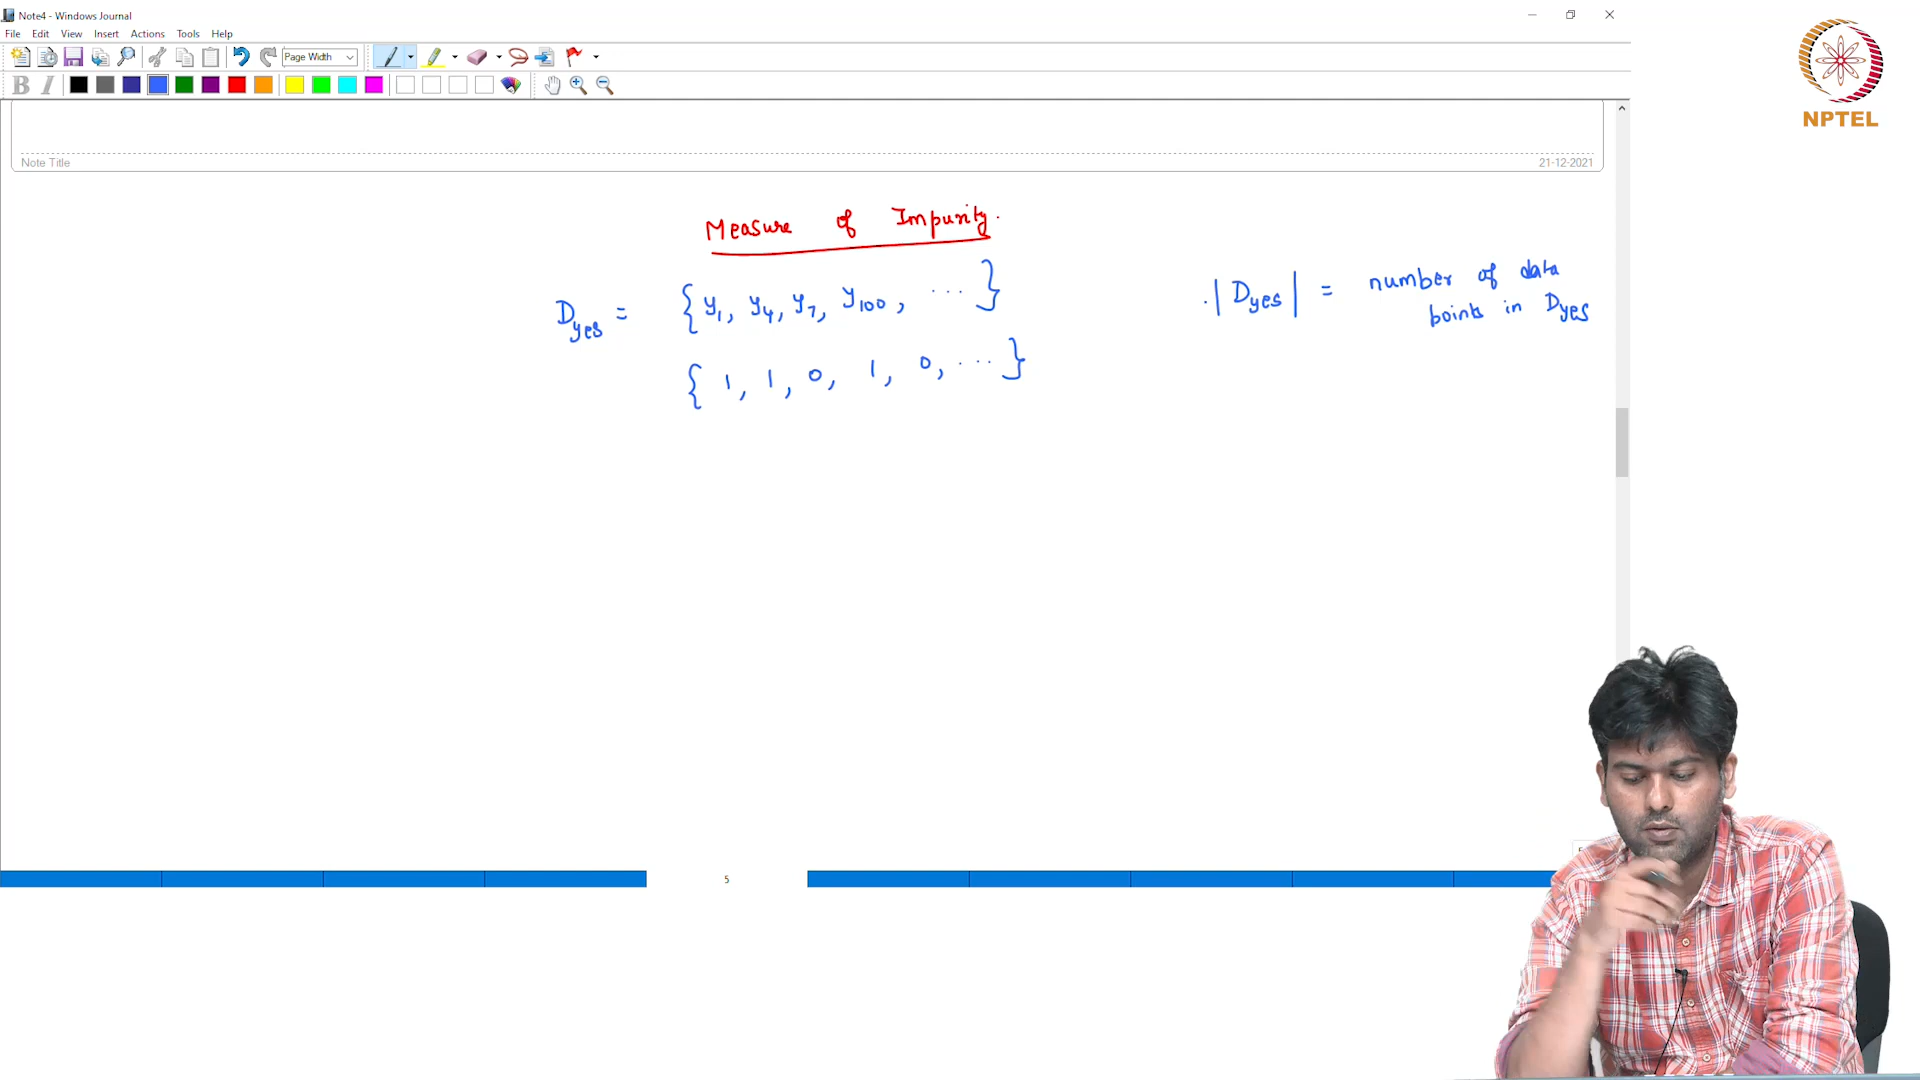 Note4 - Windows Journal
File Edit View Insert Actions Tools Help
Page Width
B I
NPTEL
Note Title
21-12-2021
Measure of Impurity.
D_yes = {y_1, y_4, y_7, y_100, ... }
{ 1, 1, 0, 1, 0, ... }
|D_yes| = number of data
points in D_yes
5